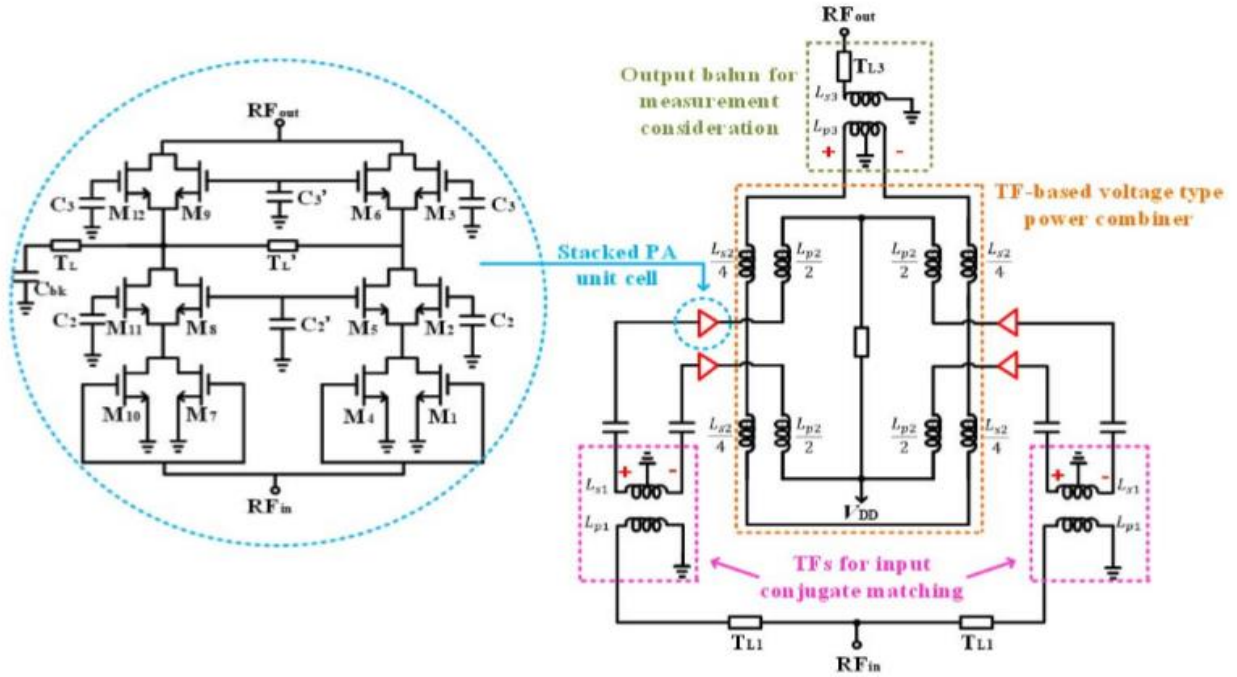 RFout
TL3
Output balun for
measurement
consideration
Ls3
Lp3
+ -
RFout
C3 M12 M9 C3' M6 M3 C3
TF-based voltage type
power combiner
TL TL'
Cbk
Stacked PA
unit cell
Ls2/4 Lp2/2 Lp2/2 Ls2/4
C2 M11 M8 C2' M5 M2 C2
M10 M7 M4 M1
Ls2/4 Lp2/2 Lp2/2 Ls2/4
+ - + -
Ls1 Ls1
RFin
VDD
Lp1 Lp1
TFs for input
conjugate matching
TL1 TL1
RFin